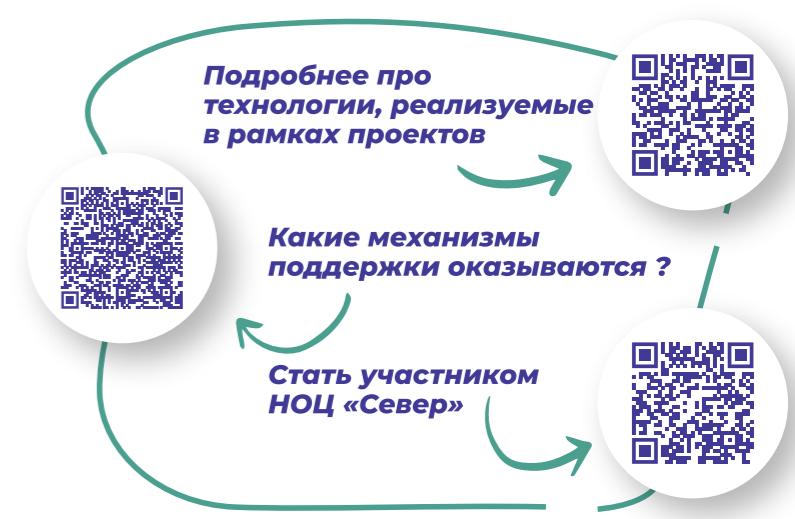 Подробнее про
технологии, реализуемые
в рамках проектов
Какие механизмы
поддержки оказываются ?
Стать участником
НОЦ «Север»